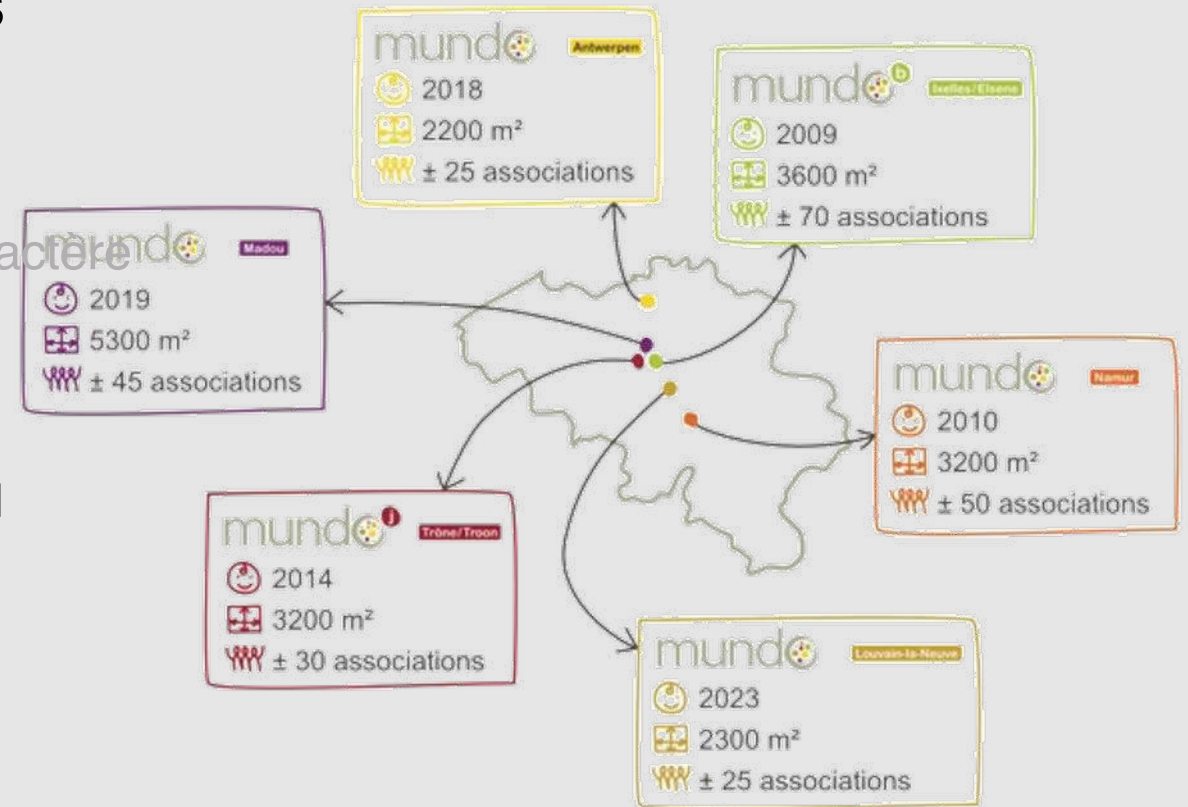 mundo Antwerpen
2018
2200 m²
± 25 associations
mundo b Ixelles/Elsene
2009
3600 m²
± 70 associations
actère
mundo Madou
2019
5300 m²
± 45 associations
mundo Namur
2010
3200 m²
± 50 associations
mundo j Trône/Troon
2014
3200 m²
± 30 associations
mundo Louvain-la-Neuve
2023
2300 m²
± 25 associations